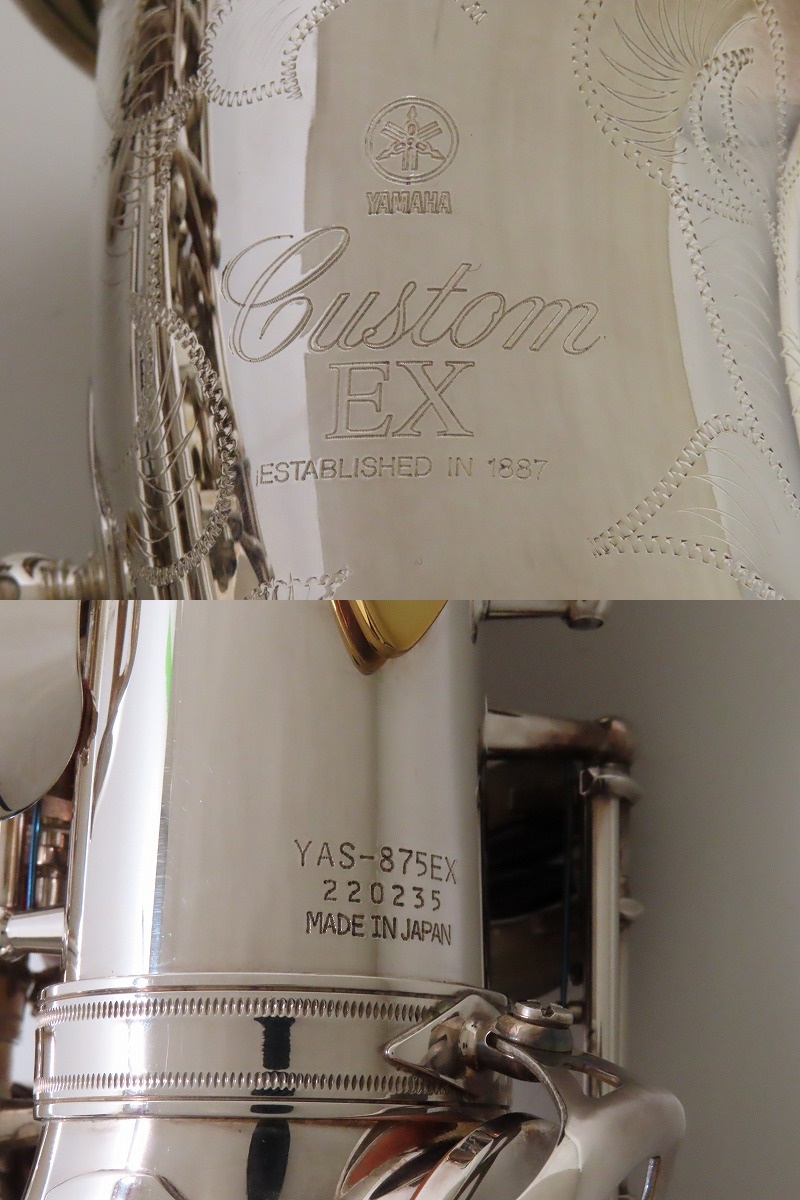 YAMAHA
Custom
EX
ESTABLISHED IN 1887
YAS-875EX
220235
MADE IN JAPAN